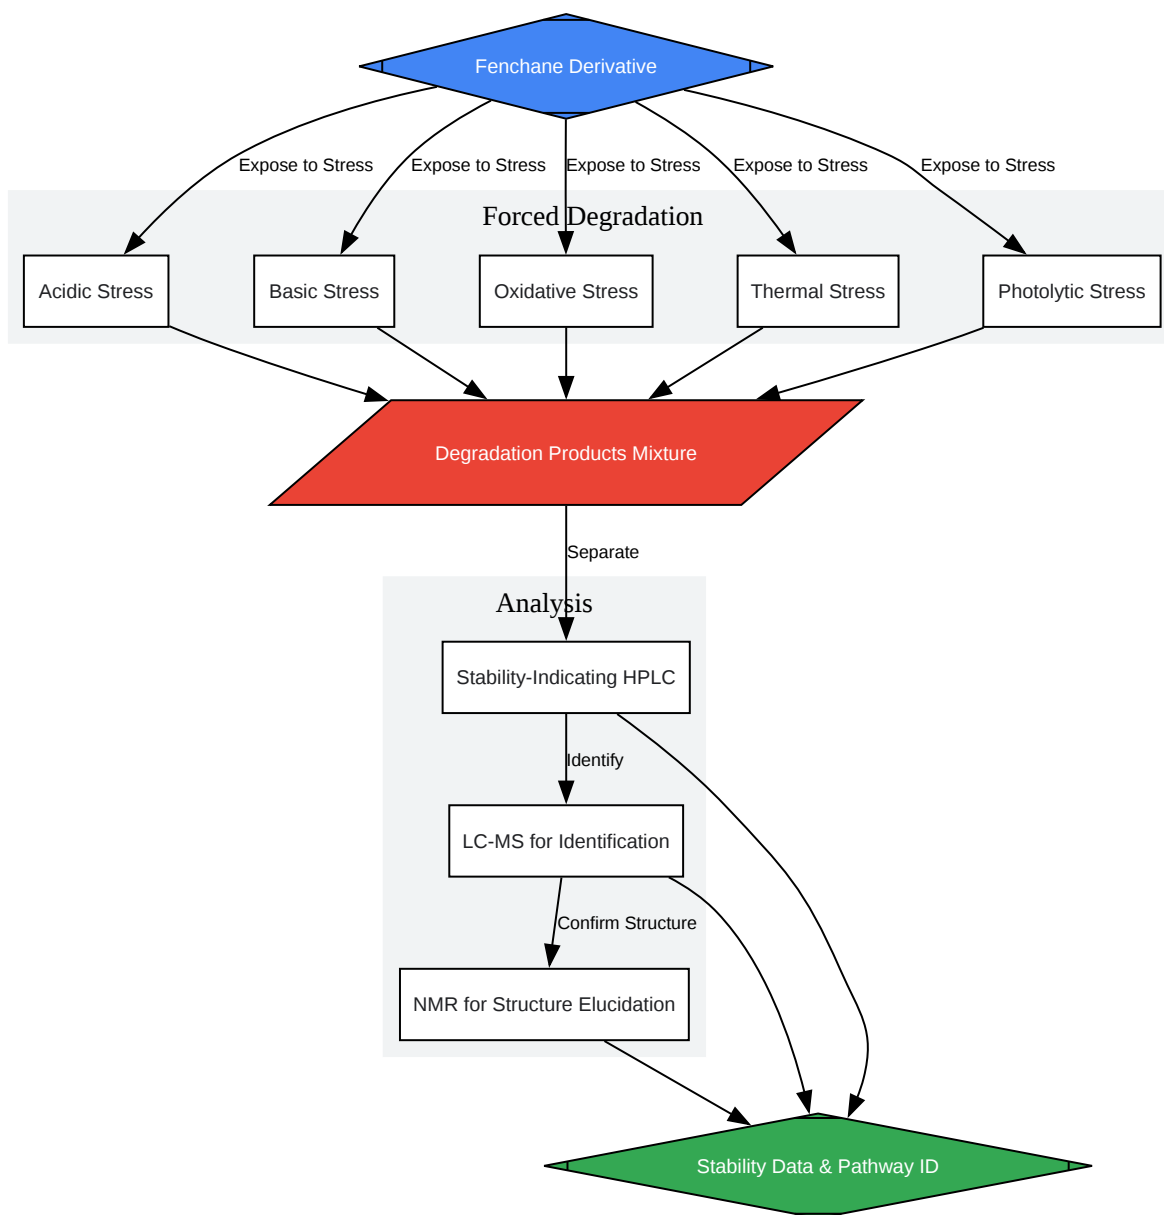 Fenchane Derivative
Expose to Stress
Expose to Stress
Expose to Stress
Expose to Stress
Expose to Stress
Forced Degradation
Acidic Stress
Basic Stress
Oxidative Stress
Thermal Stress
Photolytic Stress
Degradation Products Mixture
Separate
Analysis
Stability-Indicating HPLC
Identify
LC-MS for Identification
Confirm Structure
NMR for Structure Elucidation
Stability Data & Pathway ID